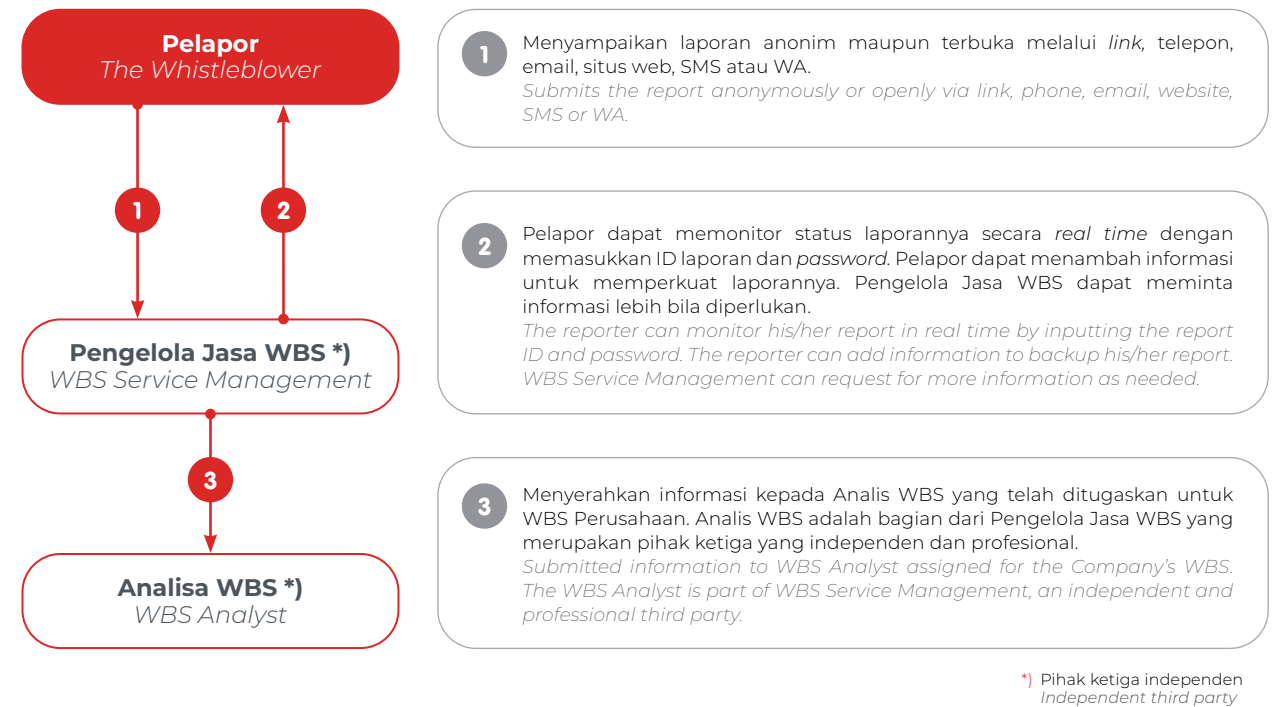 Pelapor
The Whistleblower
1
Menyampaikan laporan anonim maupun terbuka melalui link, telepon,
email, situs web, SMS atau WA.
Submits the report anonymously or openly via link, phone, email, website,
SMS or WA.
1
2
2
Pelapor dapat memonitor status laporannya secara real time dengan
memasukkan ID laporan dan password. Pelapor dapat menambah informasi
untuk memperkuat laporannya. Pengelola Jasa WBS dapat meminta
informasi lebih bila diperlukan.
The reporter can monitor his/her report in real time by inputting the report
ID and password. The reporter can add information to backup his/her report.
WBS Service Management can request for more information as needed.
Pengelola Jasa WBS *)
WBS Service Management
3
3
Menyerahkan informasi kepada Analis WBS yang telah ditugaskan untuk
WBS Perusahaan. Analis WBS adalah bagian dari Pengelola Jasa WBS yang
merupakan pihak ketiga yang independen dan profesional.
Submitted information to WBS Analyst assigned for the Company's WBS.
The WBS Analyst is part of WBS Service Management, an independent and
professional third party.
Analisa WBS *)
WBS Analyst
*) Pihak ketiga independen
Independent third party